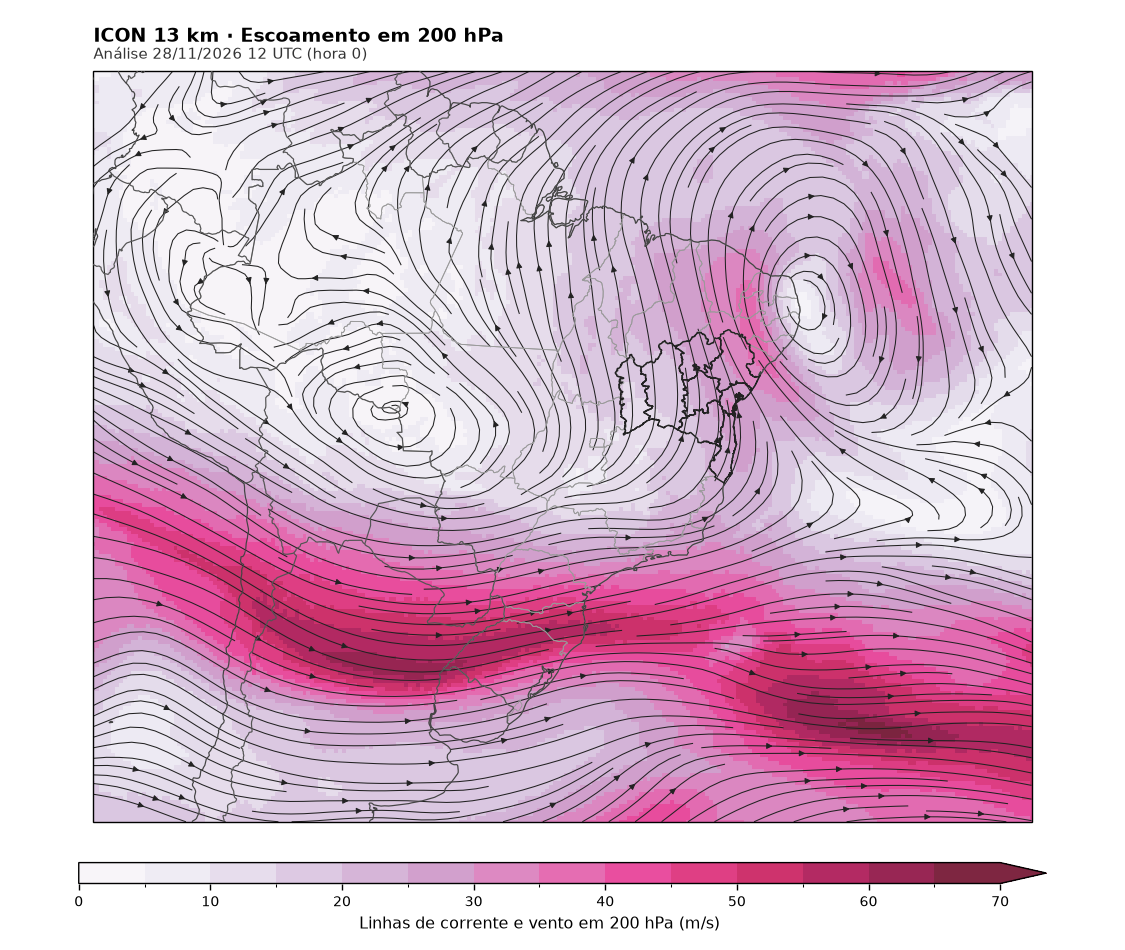 ICON 13 km · Escoamento em 200 hPa
Análise 28/11/2026 12 UTC (hora 0)
0 10 20 30 40 50 60 70
Linhas de corrente e vento em 200 hPa (m/s)